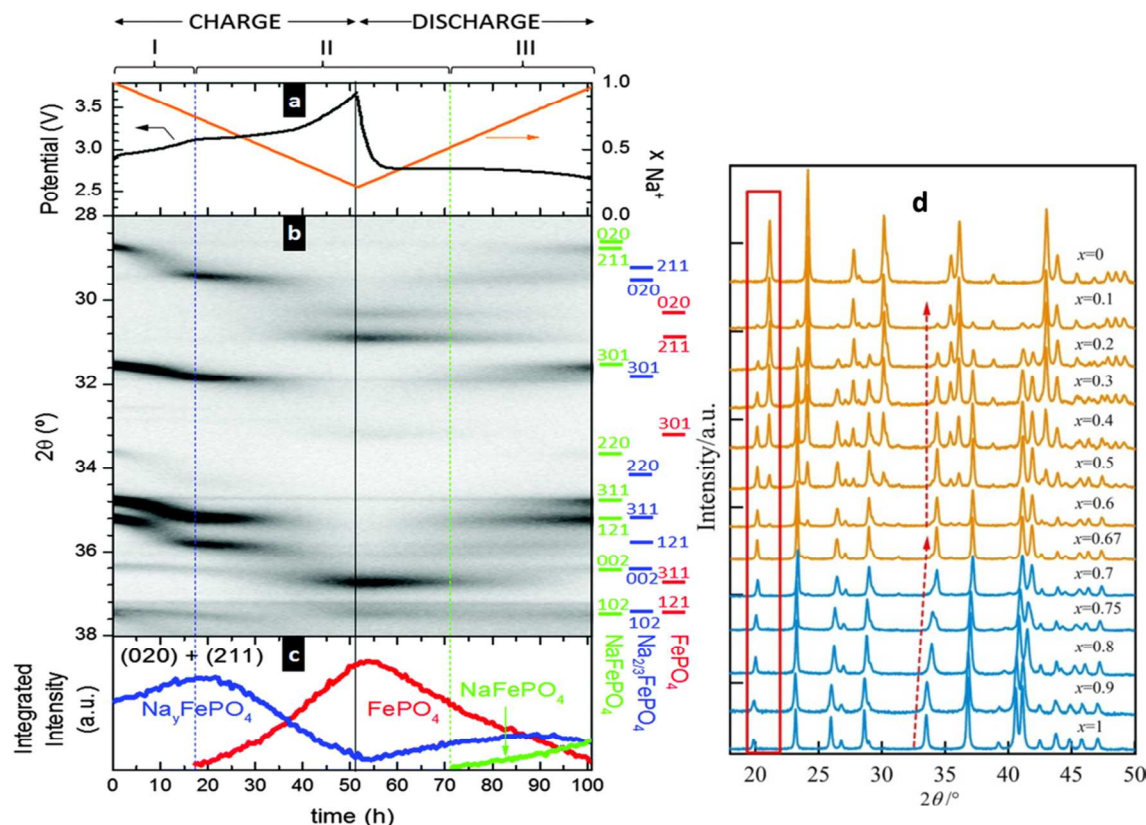 CHARGE DISCHARGE
I II III
a
Potential (V)
3.5
3.0
2.5
1.0
0.5
0.0
X Na⁺
b
2θ (º)
28
30
32
34
36
38
020
211
301
220
311
121
002
102
211
020
301
220
311
121
002
102
020
211
301
311
121
NaFePO₄
Na₂/₃FePO₄
FePO₄
(020) + (211)
c
Integrated
Intensity
(a.u.)
NayFePO₄
FePO₄
NaFePO₄
0 10 20 30 40 50 60 70 80 90 100
time (h)
d
Intensity/a.u.
x=0
x=0.1
x=0.2
x=0.3
x=0.4
x=0.5
x=0.6
x=0.67
x=0.7
x=0.75
x=0.8
x=0.9
x=1
20 25 30 35 40 45 50
2θ/°